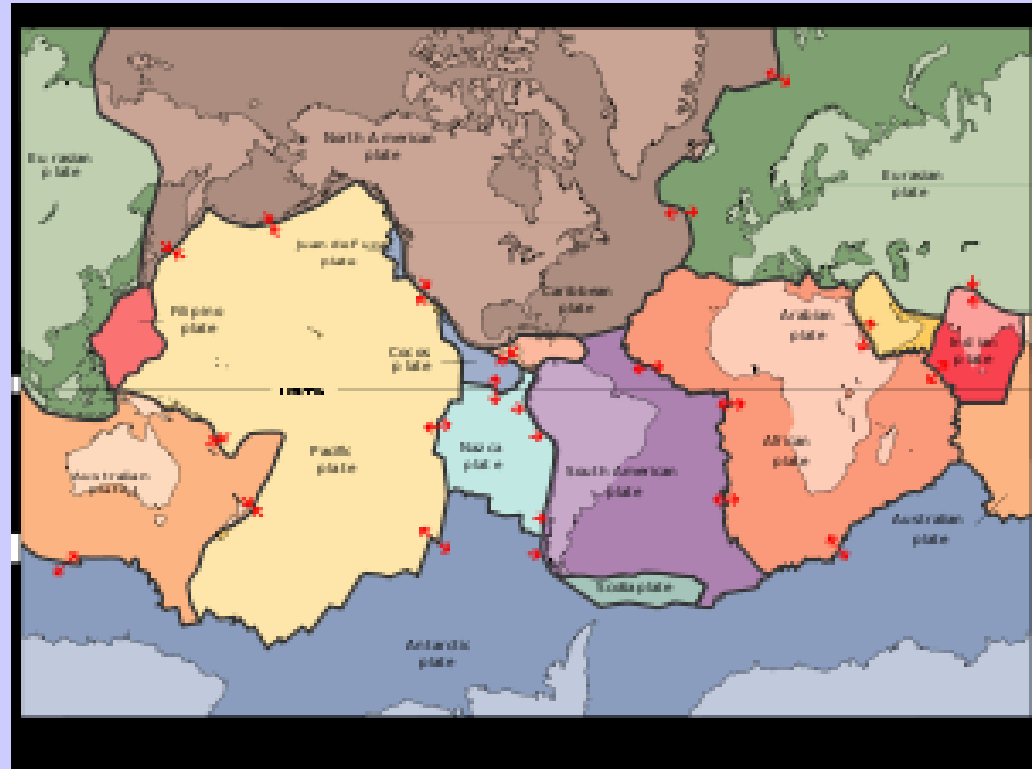 North American
plate
Eurasian
plate
Eurasian
plate
Juan de Fuca
plate
Filipino
plate
Caribbean
plate
Arabian
plate
Indian
plate
Cocos
plate
Pacific
plate
Nazca
plate
South American
plate
African
plate
Australian
plate
Australian
plate
Scotia plate
Antarctic
plate